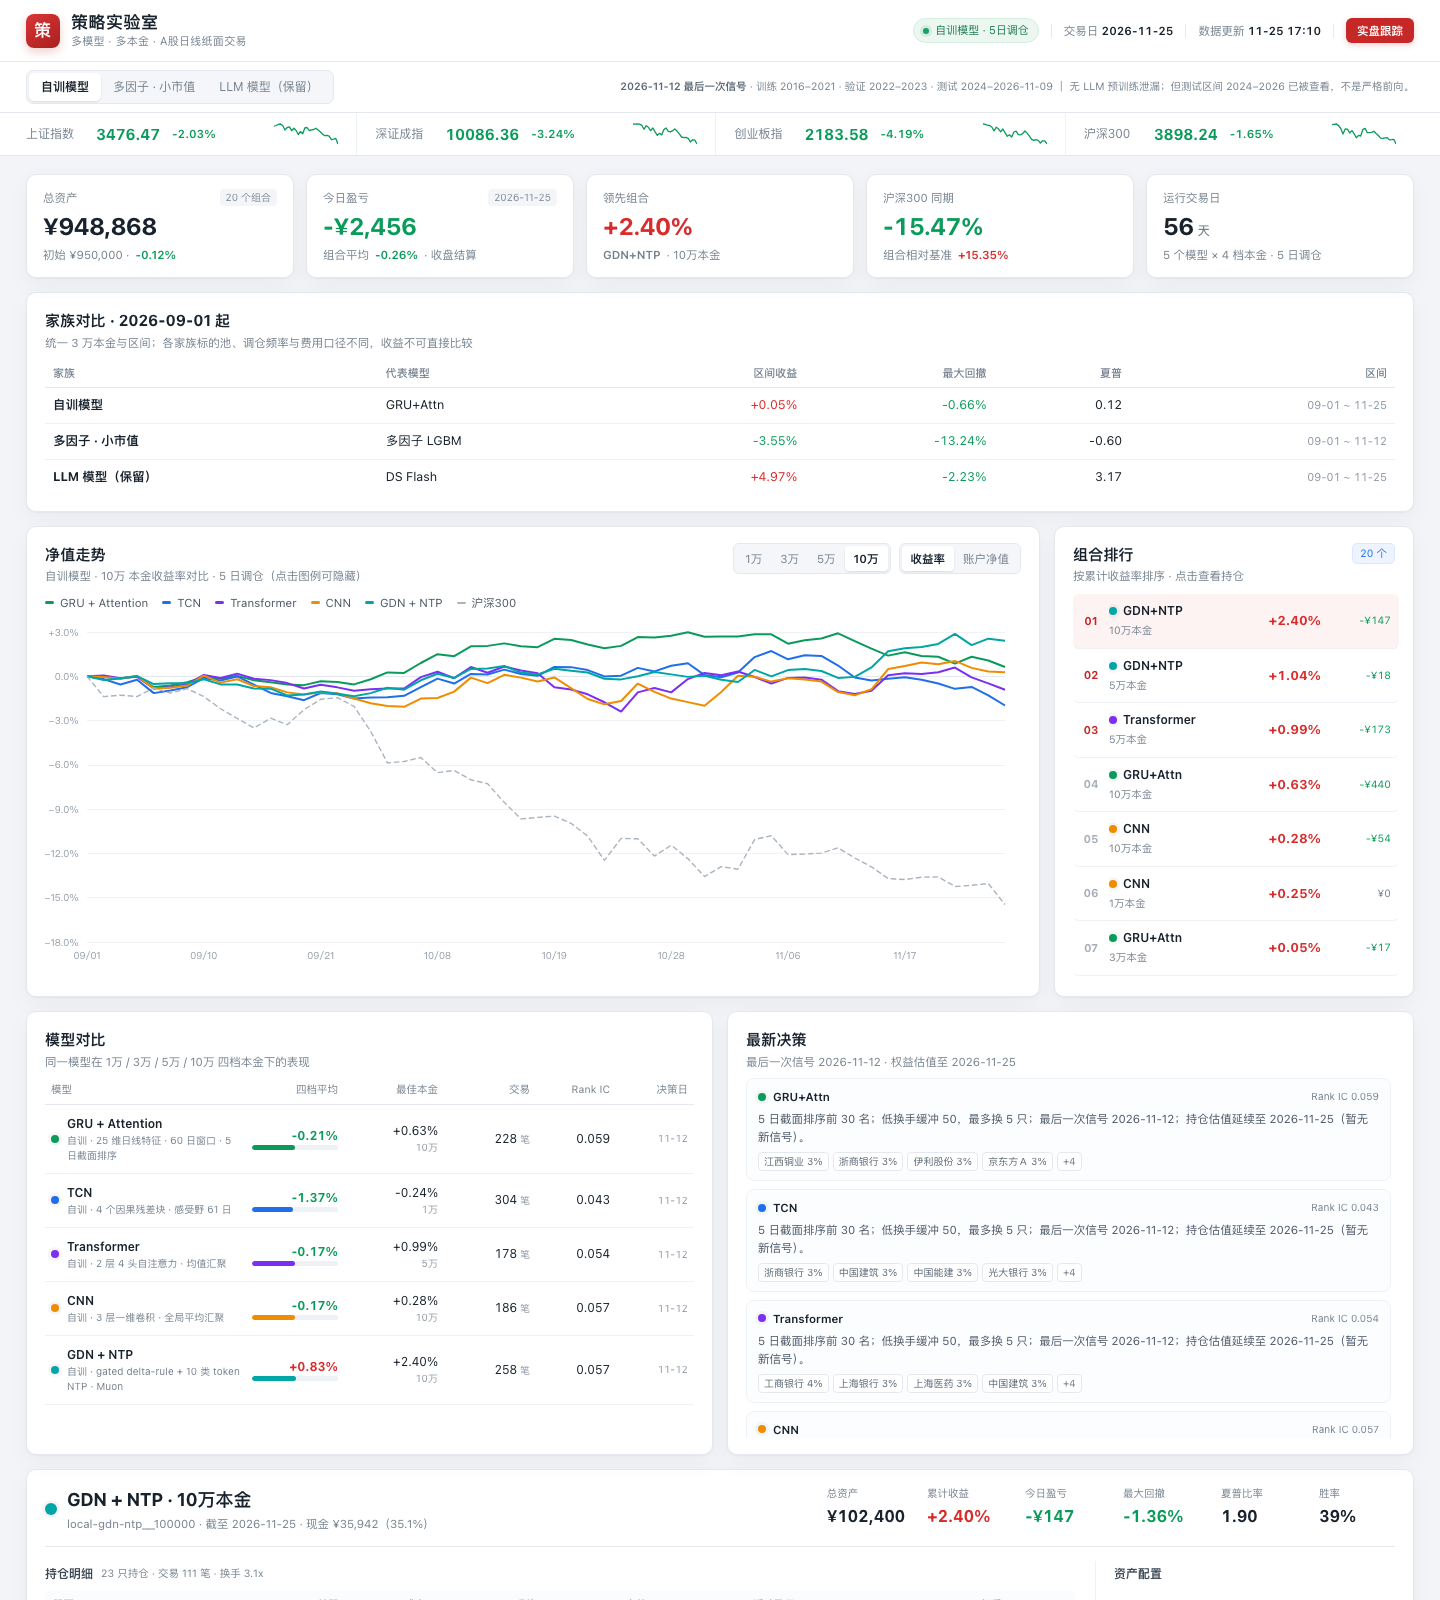 策
策略实验室
多模型 · 多本金 · A股日线纸面交易
自训模型 · 5日调仓
交易日 2026-11-25
数据更新 11-25 17:10
实盘跟踪
自训模型
多因子 · 小市值
LLM 模型（保留）
2026-11-12 最后一次信号 · 训练 2016–2021 · 验证 2022–2023 · 测试 2024–2026-11-09 ｜ 无 LLM 预训练泄漏；但测试区间 2024–2026 已被查看，不是严格前向。
上证指数 3476.47 -2.03%
深证成指 10086.36 -3.24%
创业板指 2183.58 -4.19%
沪深300 3898.24 -1.65%
总资产
20 个组合
¥948,868
初始 ¥950,000 · -0.12%
今日盈亏
2026-11-25
-¥2,456
组合平均 -0.26% · 收盘结算
领先组合
+2.40%
GDN+NTP · 10万本金
沪深300 同期
-15.47%
组合相对基准 +15.35%
运行交易日
56 天
5 个模型 × 4 档本金 · 5 日调仓
家族对比 · 2026-09-01 起
统一 3 万本金与区间；各家族标的池、调仓频率与费用口径不同，收益不可直接比较
家族 代表模型 区间收益 最大回撤 夏普 区间
自训模型 GRU+Attn +0.05% -0.66% 0.12 09-01 ~ 11-25
多因子 · 小市值 多因子 LGBM -3.55% -13.24% -0.60 09-01 ~ 11-12
LLM 模型（保留） DS Flash +4.97% -2.23% 3.17 09-01 ~ 11-25
净值走势
自训模型 · 10万 本金收益率对比 · 5 日调仓（点击图例可隐藏）
1万 3万 5万 10万
收益率 账户净值
GRU + Attention TCN Transformer CNN GDN + NTP 沪深300
+3.0%
0.0%
−3.0%
−6.0%
−9.0%
−12.0%
−15.0%
−18.0%
09/01 09/10 09/21 10/08 10/19 10/28 11/06 11/17
组合排行
20 个
按累计收益率排序 · 点击查看持仓
01 GDN+NTP +2.40% -¥147
10万本金
02 GDN+NTP +1.04% -¥18
5万本金
03 Transformer +0.99% -¥173
5万本金
04 GRU+Attn +0.63% -¥440
10万本金
05 CNN +0.28% -¥54
10万本金
06 CNN +0.25% ¥0
1万本金
07 GRU+Attn +0.05% -¥17
3万本金
模型对比
同一模型在 1万 / 3万 / 5万 / 10万 四档本金下的表现
模型 四档平均 最佳本金 交易 Rank IC 决策日
GRU + Attention
自训 · 25 维日线特征 · 60 日窗口 · 5
日截面排序
-0.21% +0.63% 228 笔 0.059 11-12
10万
TCN
自训 · 4 个因果残差块 · 感受野 61 日
-1.37% -0.24% 304 笔 0.043 11-12
1万
Transformer
自训 · 2 层 4 头自注意力 · 均值汇聚
-0.17% +0.99% 178 笔 0.054 11-12
5万
CNN
自训 · 3 层一维卷积 · 全局平均汇聚
-0.17% +0.28% 186 笔 0.057 11-12
10万
GDN + NTP
自训 · gated delta-rule + 10 类 token
NTP · Muon
+0.83% +2.40% 258 笔 0.057 11-12
10万
最新决策
最后一次信号 2026-11-12 · 权益估值至 2026-11-25
GRU+Attn Rank IC 0.059
5 日截面排序前 30 名；低换手缓冲 50，最多换 5 只；最后一次信号 2026-11-12；持仓估值延续至 2026-11-25（暂无
新信号）。
江西铜业 3% 浙商银行 3% 伊利股份 3% 京东方Ａ 3% +4
TCN Rank IC 0.043
5 日截面排序前 30 名；低换手缓冲 50，最多换 5 只；最后一次信号 2026-11-12；持仓估值延续至 2026-11-25（暂无
新信号）。
浙商银行 3% 中国建筑 3% 中国能建 3% 光大银行 3% +4
Transformer Rank IC 0.054
5 日截面排序前 30 名；低换手缓冲 50，最多换 5 只；最后一次信号 2026-11-12；持仓估值延续至 2026-11-25（暂无
新信号）。
工商银行 4% 上海银行 3% 上海医药 3% 中国建筑 3% +4
CNN Rank IC 0.057
GDN + NTP · 10万本金
local-gdn-ntp__100000 · 截至 2026-11-25 · 现金 ¥35,942（35.1%）
总资产 累计收益 今日盈亏 最大回撤 夏普比率 胜率
¥102,400 +2.40% -¥147 -1.36% 1.90 39%
持仓明细 23 只持仓 · 交易 111 笔 · 换手 3.1x
资产配置